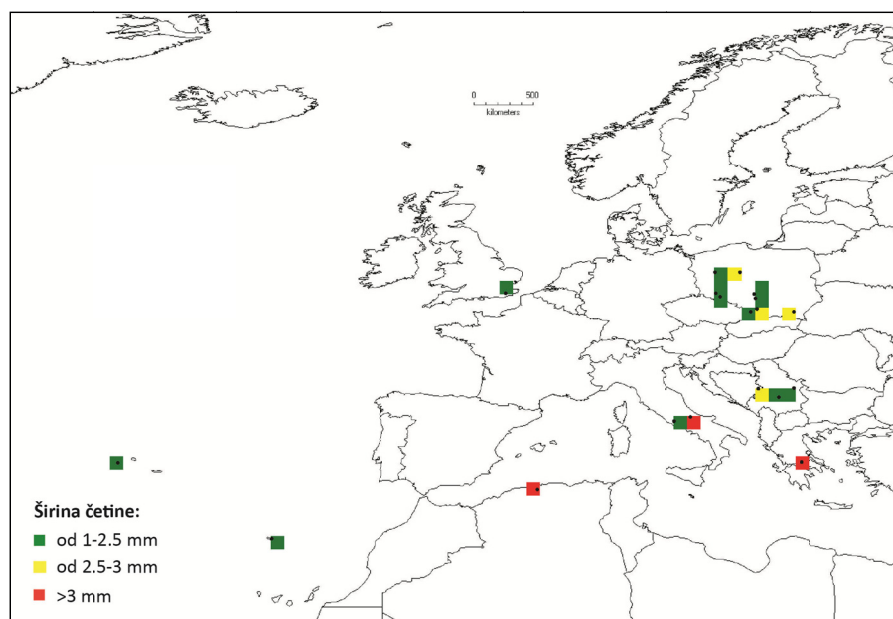 0 500
kilometers
Širina četine:
od 1-2.5 mm
od 2.5-3 mm
>3 mm